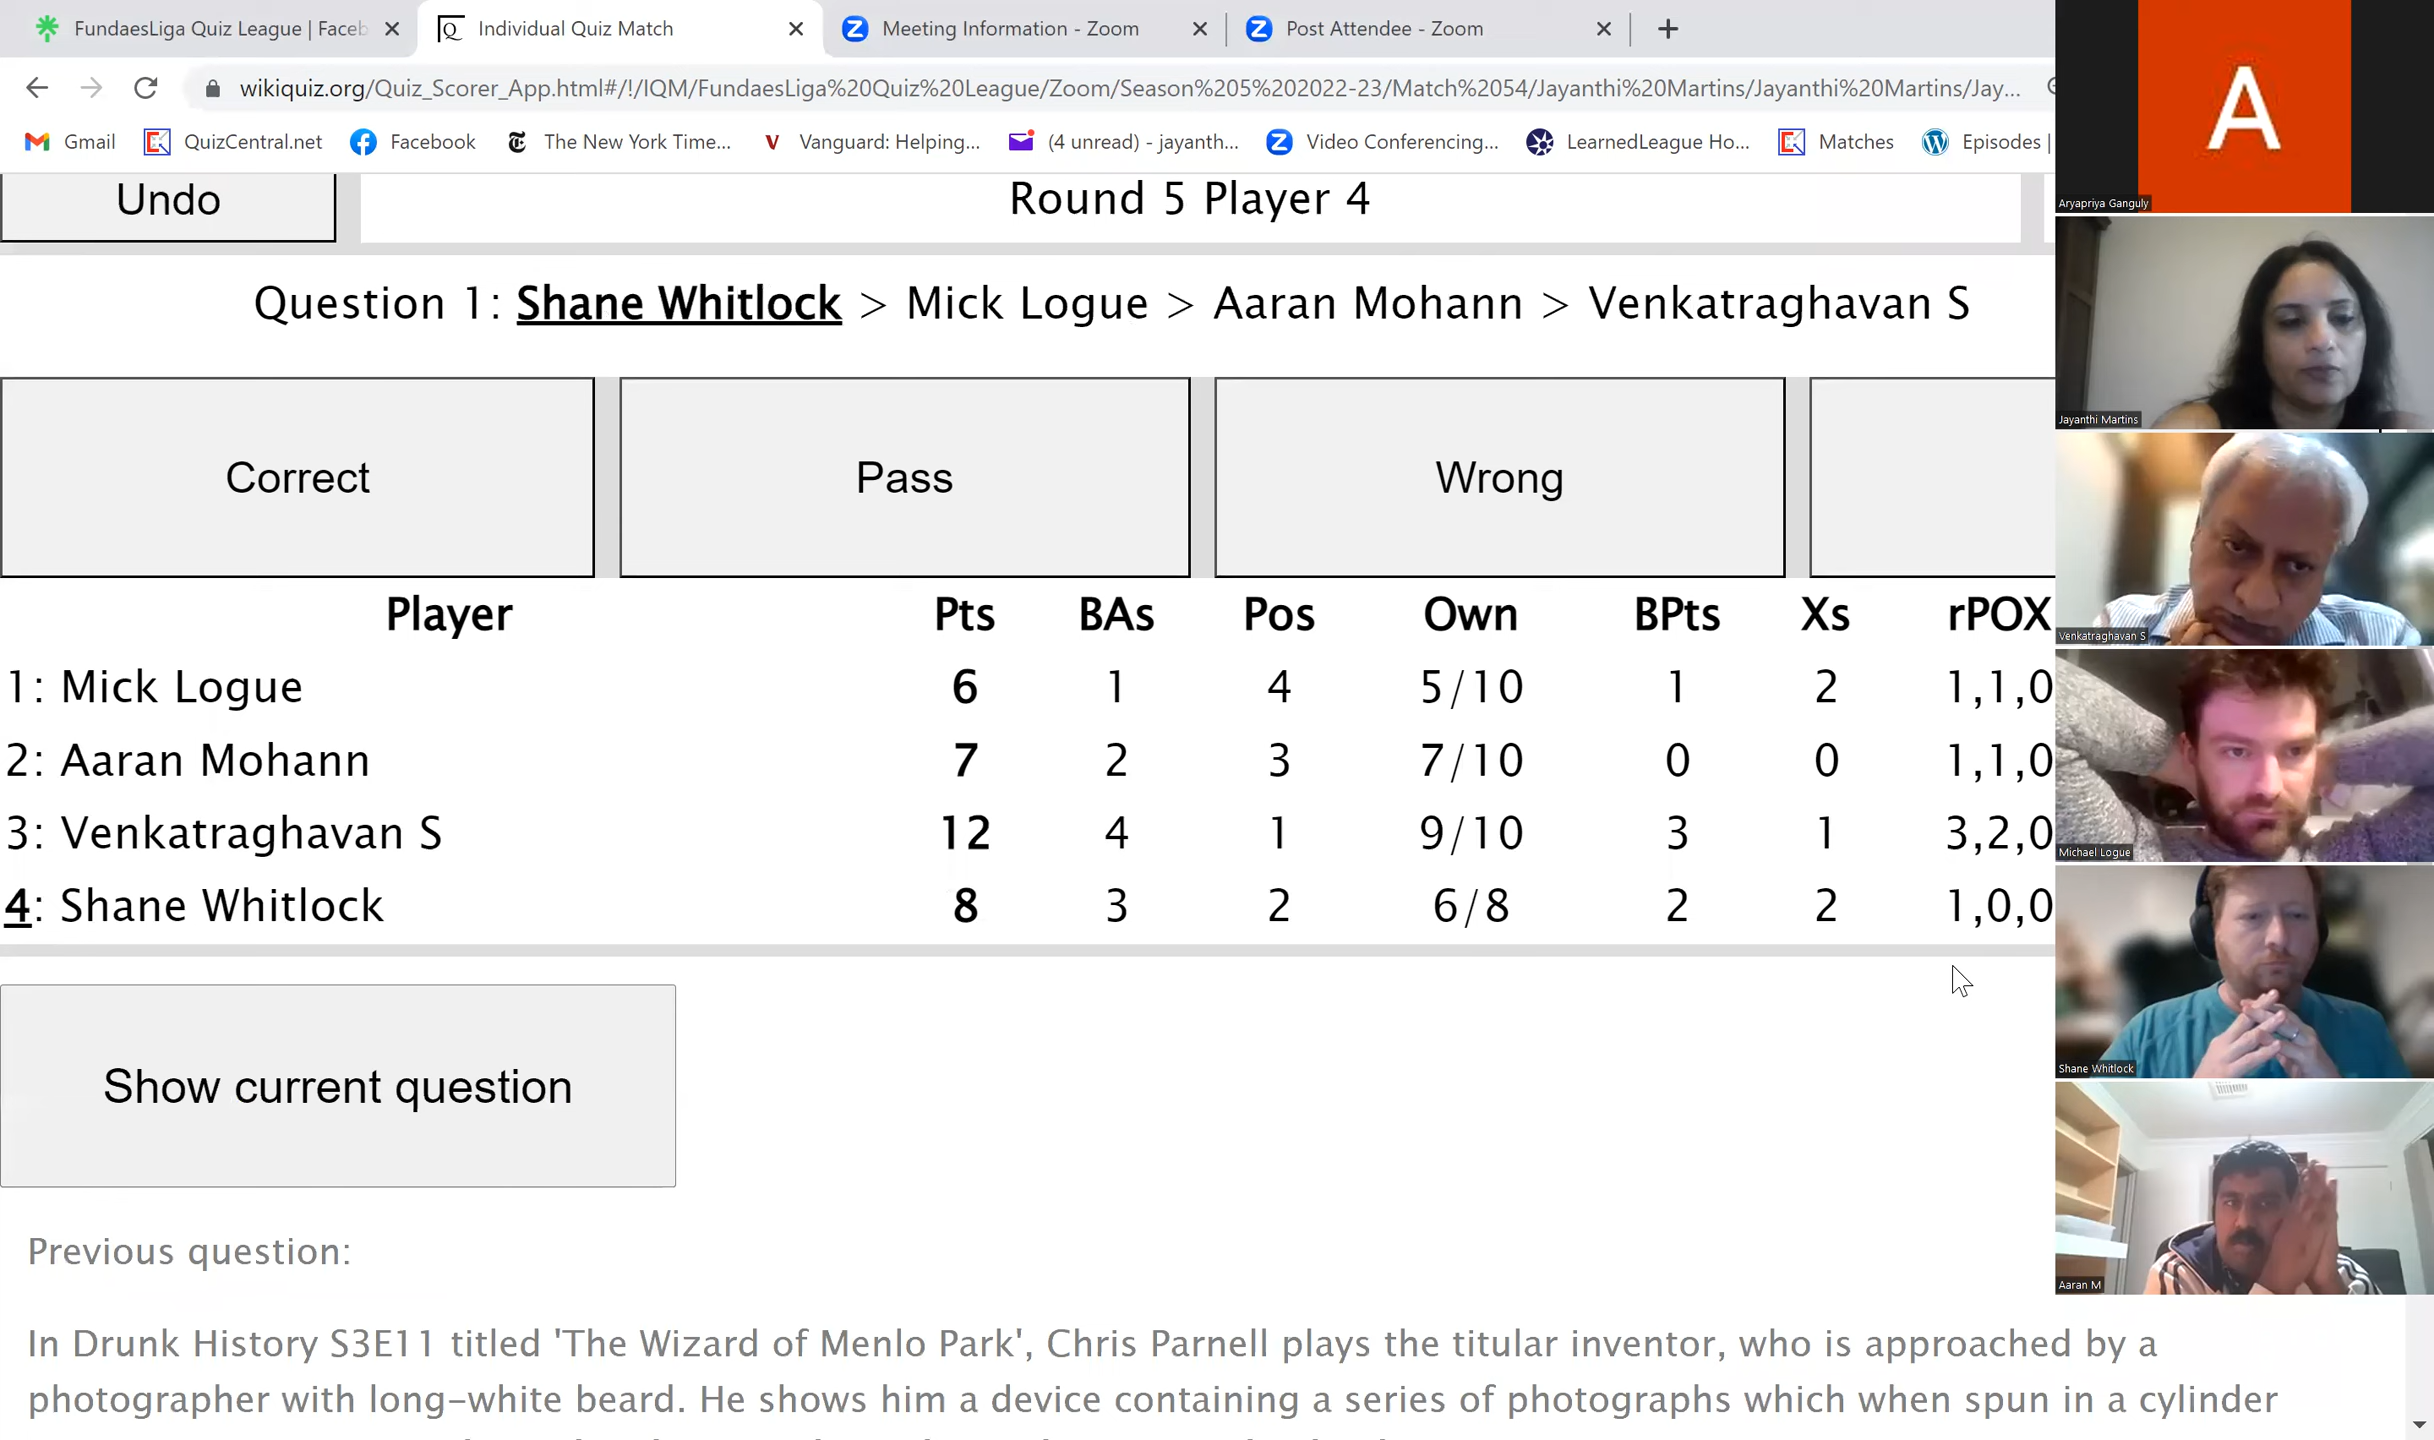 FundaesLiga Quiz League | Faceb
Individual Quiz Match
Meeting Information - Zoom
Post Attendee - Zoom
wikiquiz.org/Quiz_Scorer_App.html#/!/IQM/FundaesLiga%20Quiz%20League/Zoom/Season%205%202022-23/Match%2054/Jayanthi%20Martins/Jayanthi%20Martins/Jay...
Gmail
QuizCentral.net
Facebook
The New York Time...
Vanguard: Helping...
(4 unread) - jayanth...
Video Conferencing...
LearnedLeague Ho...
Matches
Episodes |
Undo
Round 5 Player 4
Question 1: Shane Whitlock > Mick Logue > Aaran Mohann > Venkatraghavan S
Correct
Pass
Wrong
Player Pts BAs Pos Own BPts Xs rPOX
1: Mick Logue 6 1 4 5/10 1 2 1,1,0
2: Aaran Mohann 7 2 3 7/10 0 0 1,1,0
3: Venkatraghavan S 12 4 1 9/10 3 1 3,2,0
4: Shane Whitlock 8 3 2 6/8 2 2 1,0,0
Show current question
Previous question:
In Drunk History S3E11 titled 'The Wizard of Menlo Park', Chris Parnell plays the titular inventor, who is approached by a
photographer with long-white beard. He shows him a device containing a series of photographs which when spun in a cylinder
A
Aryapriya Ganguly
Jayanthi Martins
Venkatraghavan S
Michael Logue
Shane Whitlock
Aaran M